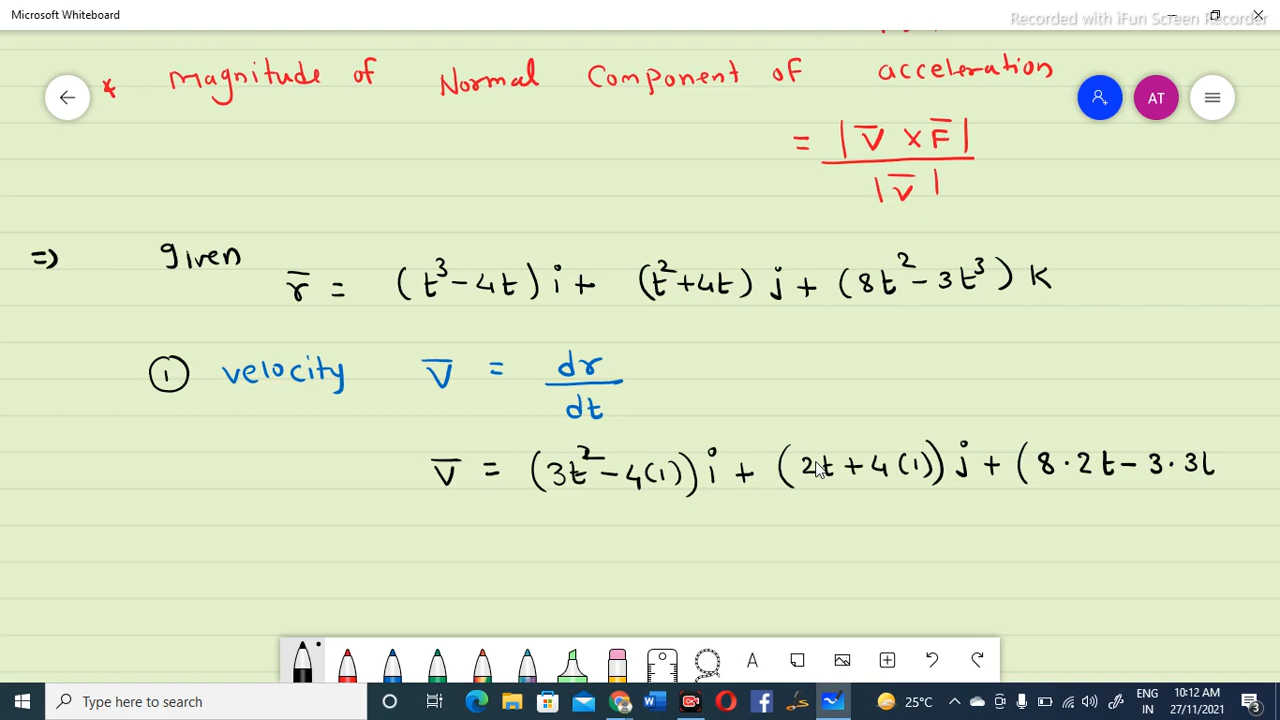 Microsoft Whiteboard
Recorded with iFun Screen Recorder
* Magnitude of Normal Component of acceleration
AT
= |V̅ × F̅| / |V̅|
=> Given
r̅ = (t³ - 4t) i + (t² + 4t) j + (8t² - 3t³) K
① velocity V̅ = dr/dt
V̅ = (3t² - 4(1)) i + (2t + 4(1)) j + (8·2t - 3·3t
A
Type here to search
25°C
ENG
IN
10:12 AM
27/11/2021
3